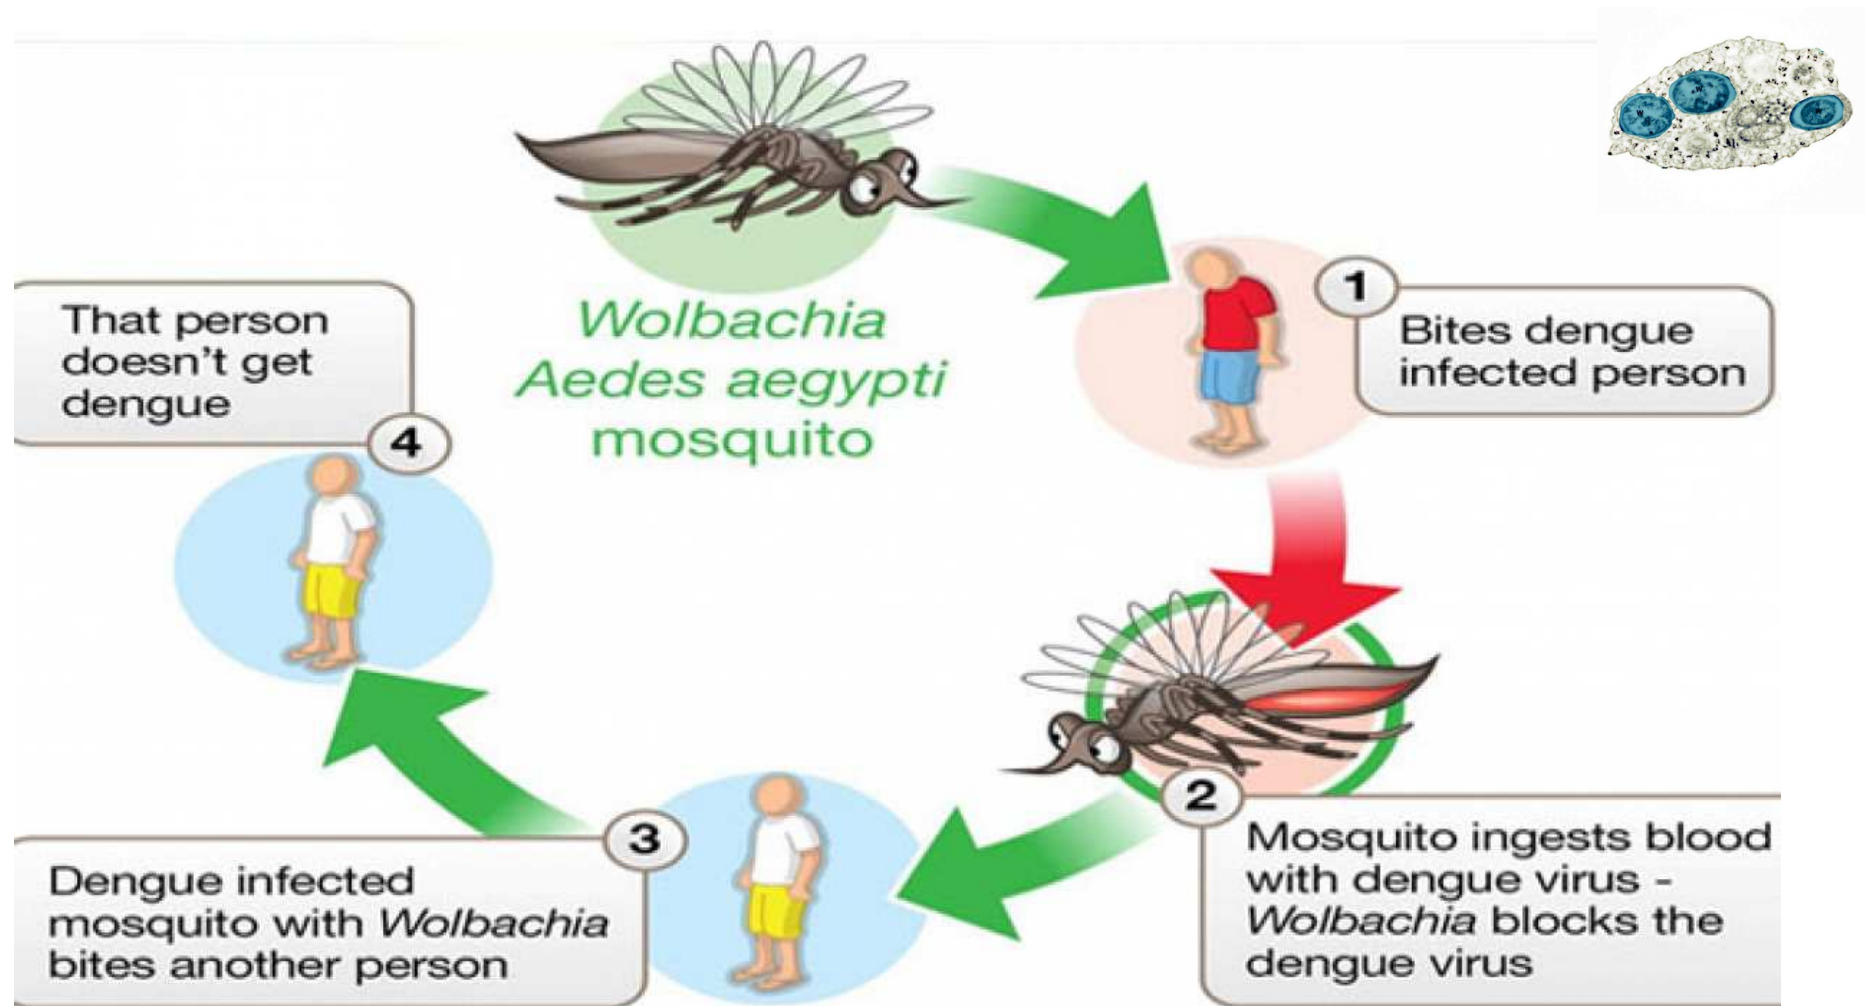 Wolbachia
Aedes aegypti
mosquito
1
Bites dengue
infected person
2
Mosquito ingests blood
with dengue virus -
Wolbachia blocks the
dengue virus
3
Dengue infected
mosquito with Wolbachia
bites another person
4
That person
doesn't get
dengue